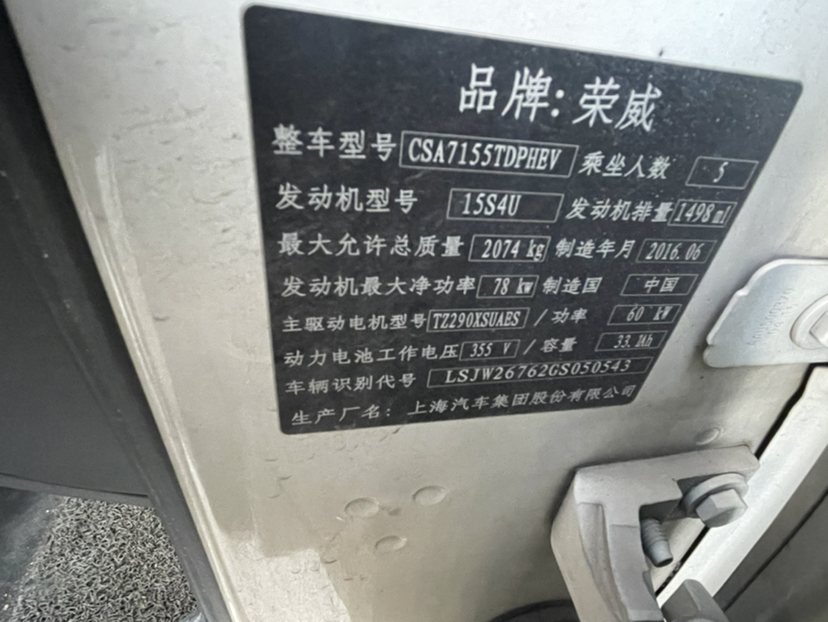 品牌: 荣威
整车型号 CSA7155TDPHEV 乘坐人数 5
发动机型号 15S4U 发动机排量 1498ml
最大允许总质量 2074 kg 制造年月 2016.06
发动机最大净功率 78 kw 制造国 中国
主驱动电机型号 TZ290XSUAES / 功率 60 kW
动力电池工作电压 355 V / 容量 33.1Ah
车辆识别代号 LSJW26762GS050543
生产厂名: 上海汽车集团股份有限公司